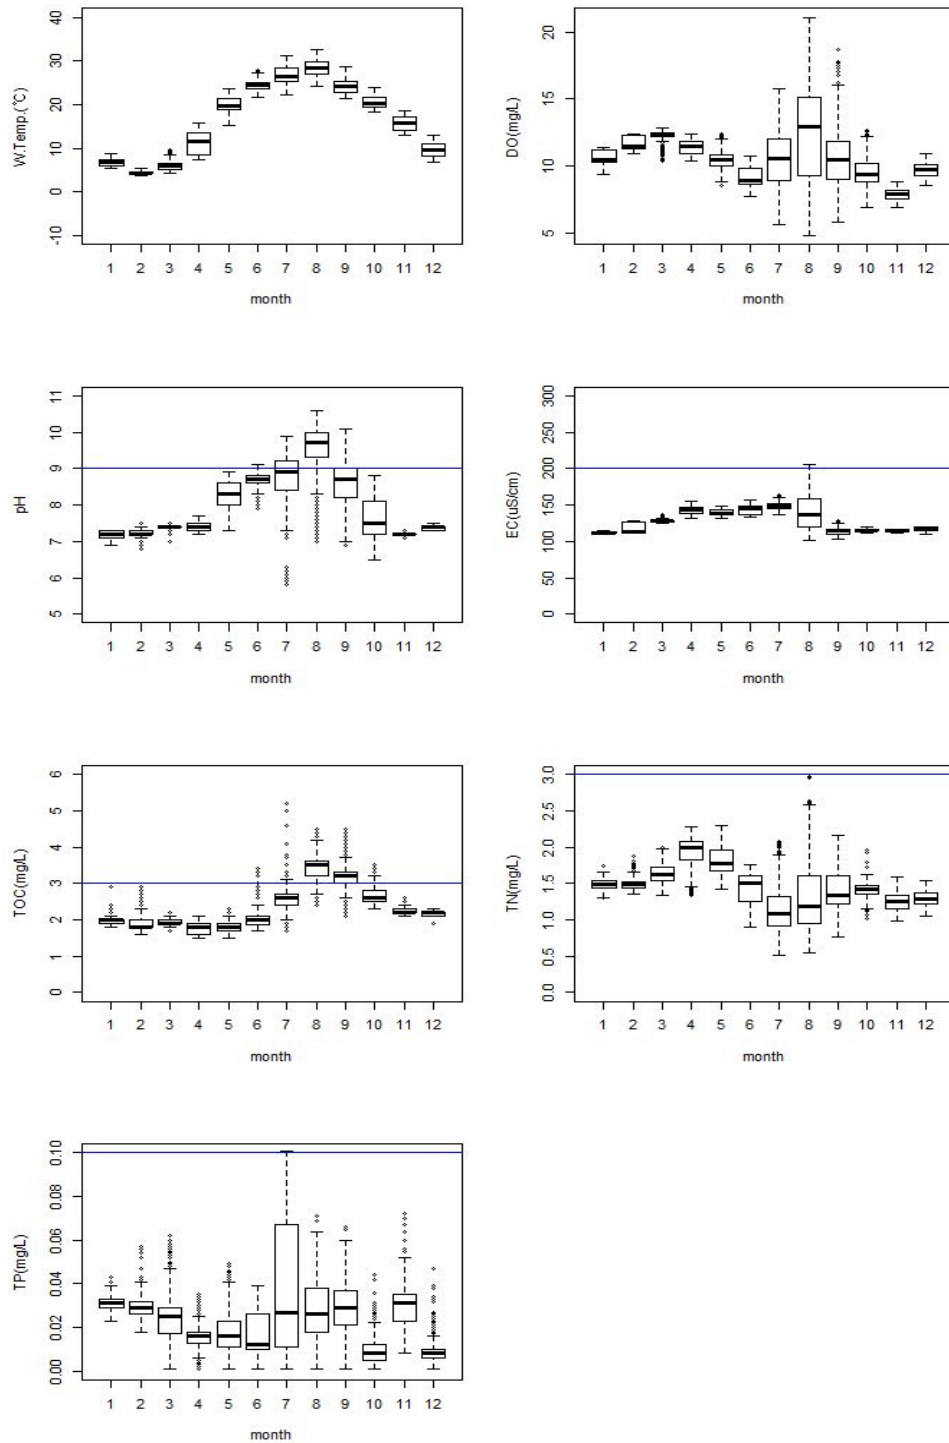 W.Temp.(℃)
40
30
20
10
0
-10
1 2 3 4 5 6 7 8 9 10 11 12
month
DO(mg/L)
20
15
10
5
1 2 3 4 5 6 7 8 9 10 11 12
month
pH
11
10
9
8
7
6
5
1 2 3 4 5 6 7 8 9 10 11 12
month
EC(uS/cm)
300
250
200
150
100
50
0
1 2 3 4 5 6 7 8 9 10 11 12
month
TOC(mg/L)
6
5
4
3
2
1
0
1 2 3 4 5 6 7 8 9 10 11 12
month
TN(mg/L)
3.0
2.5
2.0
1.5
1.0
0.5
0.0
1 2 3 4 5 6 7 8 9 10 11 12
month
TP(mg/L)
0.10
0.08
0.06
0.04
0.02
0.00
1 2 3 4 5 6 7 8 9 10 11 12
month